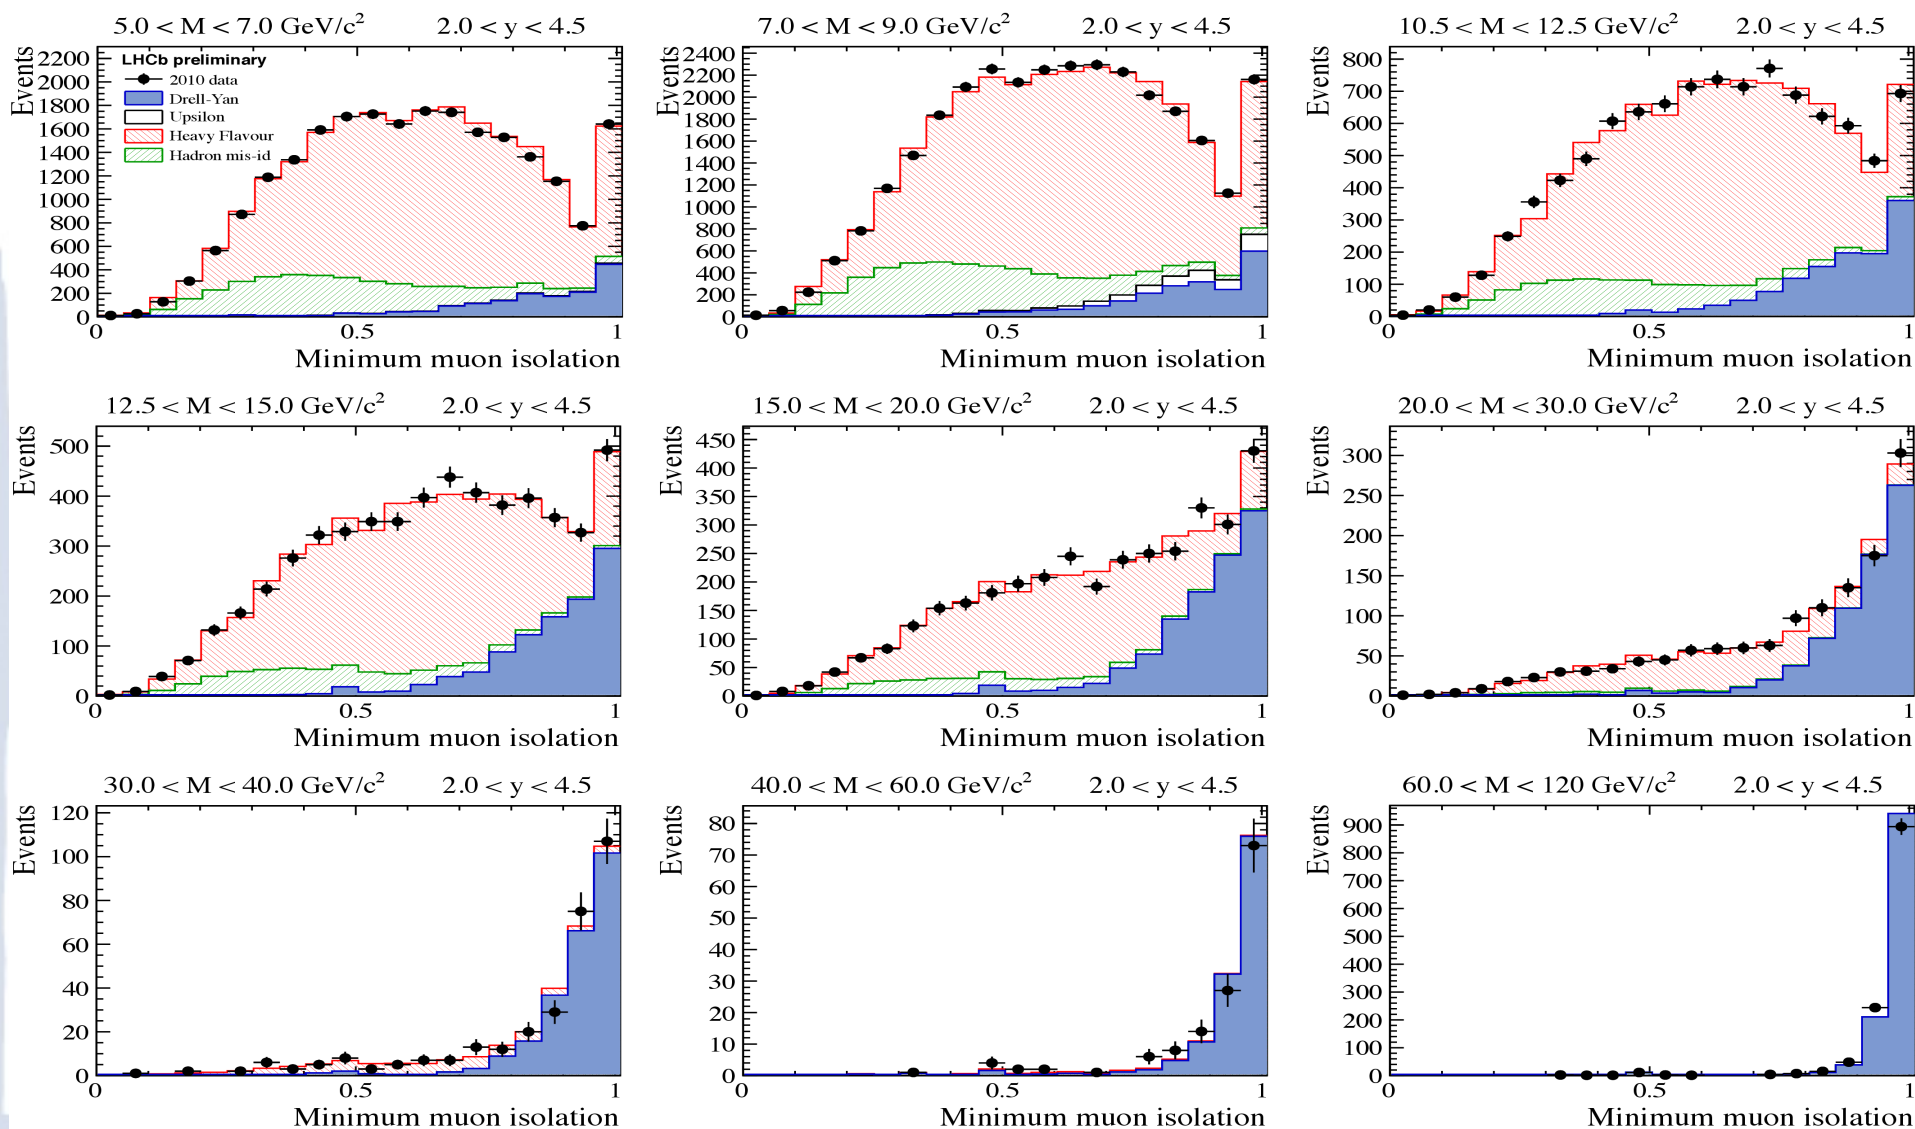 5.0 < M < 7.0 GeV/c² 2.0 < y < 4.5
Events
2200
2000
1800
1600
1400
1200
1000
800
600
400
200
0
LHCb preliminary
2010 data
Drell-Yan
Upsilon
Heavy Flavour
Hadron mis-id
0 0.5 1
Minimum muon isolation
7.0 < M < 9.0 GeV/c² 2.0 < y < 4.5
Events
2400
2200
2000
1800
1600
1400
1200
1000
800
600
400
200
0
0 0.5 1
Minimum muon isolation
10.5 < M < 12.5 GeV/c² 2.0 < y < 4.5
Events
800
700
600
500
400
300
200
100
0
0 0.5 1
Minimum muon isolation
12.5 < M < 15.0 GeV/c² 2.0 < y < 4.5
Events
500
400
300
200
100
0
0 0.5 1
Minimum muon isolation
15.0 < M < 20.0 GeV/c² 2.0 < y < 4.5
Events
450
400
350
300
250
200
150
100
50
0
0 0.5 1
Minimum muon isolation
20.0 < M < 30.0 GeV/c² 2.0 < y < 4.5
Events
300
250
200
150
100
50
0
0 0.5 1
Minimum muon isolation
30.0 < M < 40.0 GeV/c² 2.0 < y < 4.5
Events
120
100
80
60
40
20
0
0 0.5 1
Minimum muon isolation
40.0 < M < 60.0 GeV/c² 2.0 < y < 4.5
Events
80
70
60
50
40
30
20
10
0
0 0.5 1
Minimum muon isolation
60.0 < M < 120 GeV/c² 2.0 < y < 4.5
Events
900
800
700
600
500
400
300
200
100
0
0 0.5 1
Minimum muon isolation